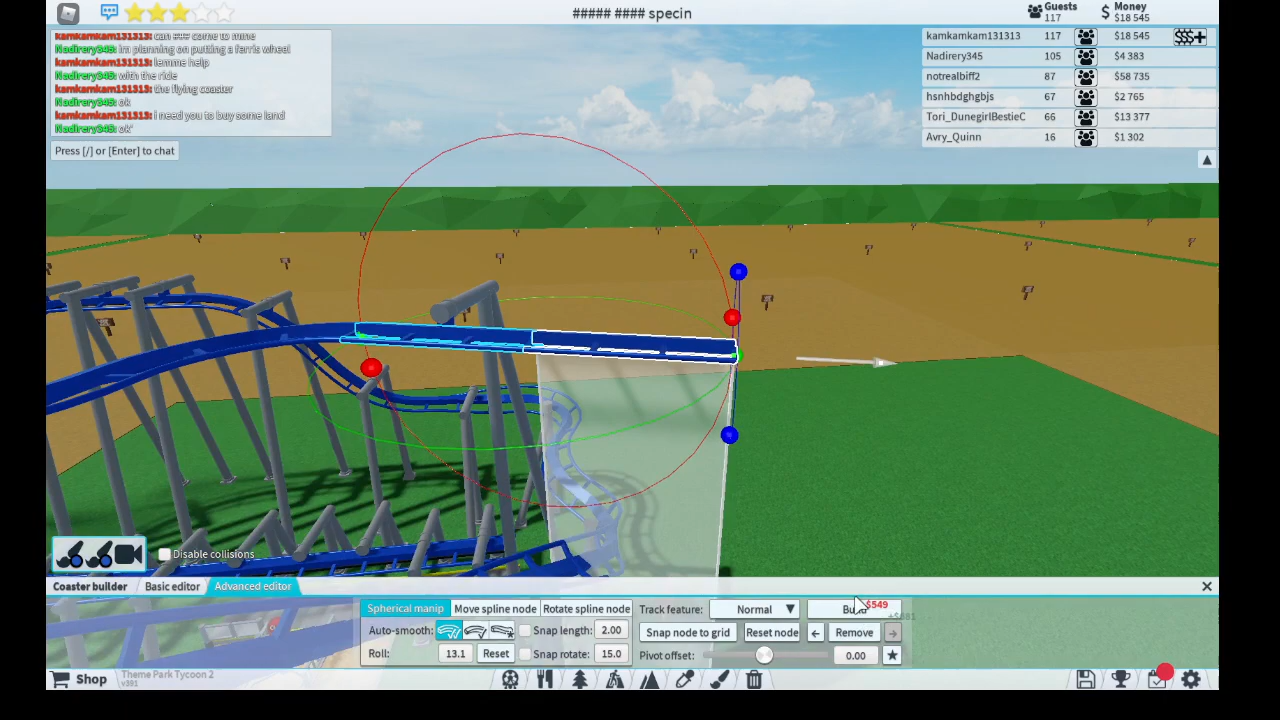 ##### #### specin
Guests
117
Money
$18 545
kamkamkam131313: can ### come to mine
Nadirery345: im planning on putting a ferris wheel
kamkamkam131313: lemme help
Nadirery345: with the ride
kamkamkam131313: the flying coaster
Nadirery345: ok
kamkamkam131313: i need you to buy some land
Nadirery345: ok'
Press [/] or [Enter] to chat
kamkamkam131313 117 $18 545 $$$+
Nadirery345 105 $4 383
notrealbiff2 87 $58 735
hsnhbdghgbjs 67 $2 765
Tori_DunegirlBestieC 66 $13 377
Avry_Quinn 16 $1 302
Disable collisions
Coaster builder Basic editor Advanced editor
Spherical manip Move spline node Rotate spline node Track feature: Normal $549
Auto-smooth: Snap length: 2.00 Snap node to grid Reset node Remove
Roll: 13.1 Reset Snap rotate: 15.0 Pivot offset: 0.00
Shop Theme Park Tycoon 2
v391